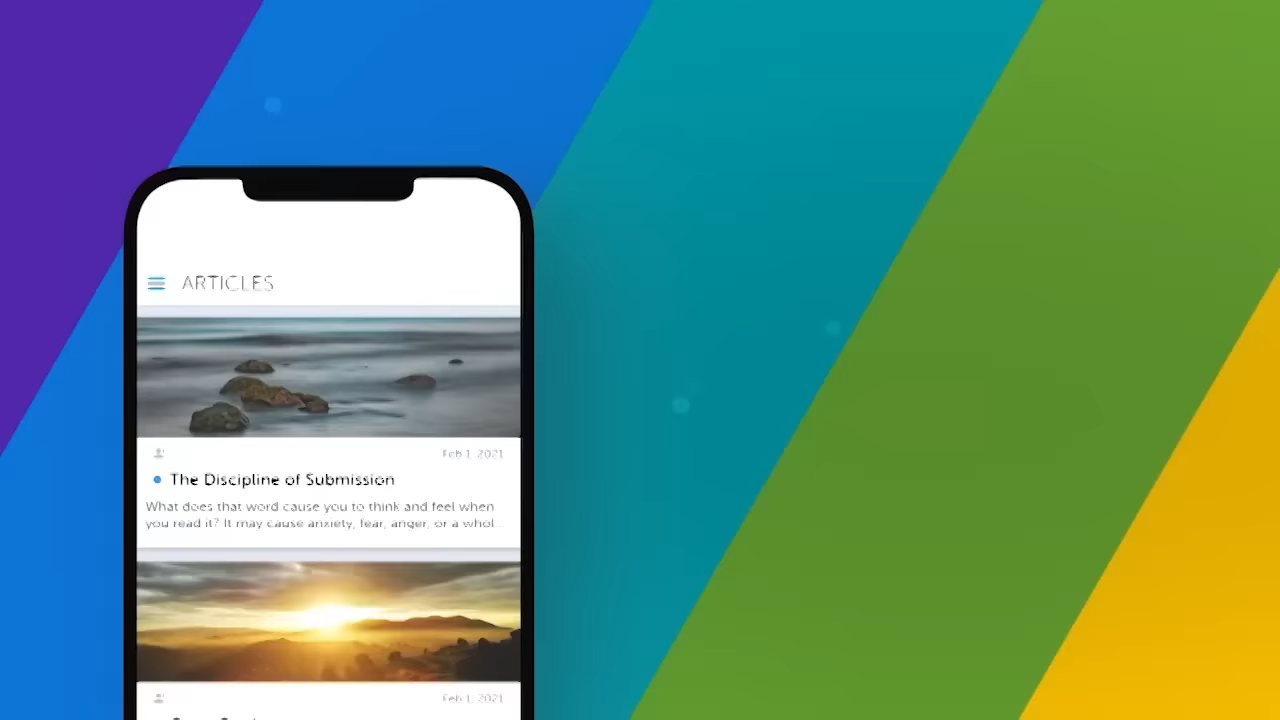 ARTICLES
Feb 1, 2021
The Discipline of Submission
What does that word cause you to think and feel when
you read it? It may cause anxiety, fear, anger, or a whol...
Feb 1, 2021